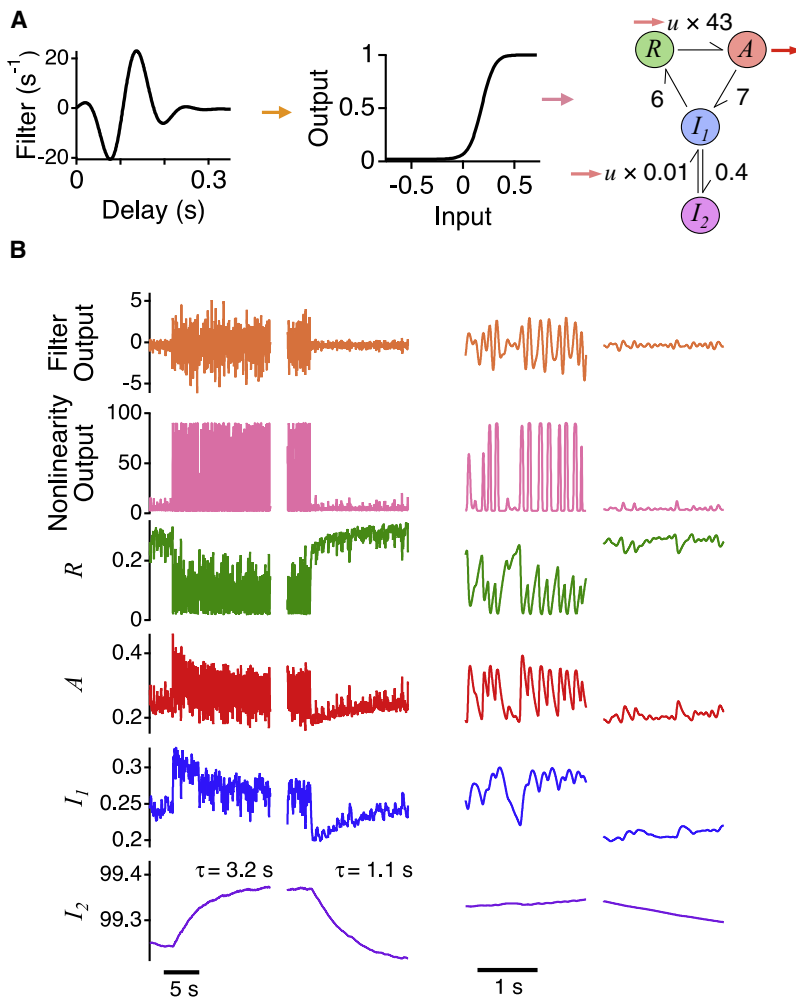 A
Filter (s⁻¹)
20
0
-20
0
0.3
Delay (s)
Output
1
0.5
0
-0.5
0
0.5
Input
u × 43
R
A
6
7
I₁
u × 0.01
0.4
I₂
B
Filter
Output
5
0
-5
Nonlinearity
Output
100
50
0
R
0.2
0
A
0.4
0.2
I₁
0.3
0.25
0.2
I₂
99.4
99.3
τ = 3.2 s
τ = 1.1 s
5 s
1 s